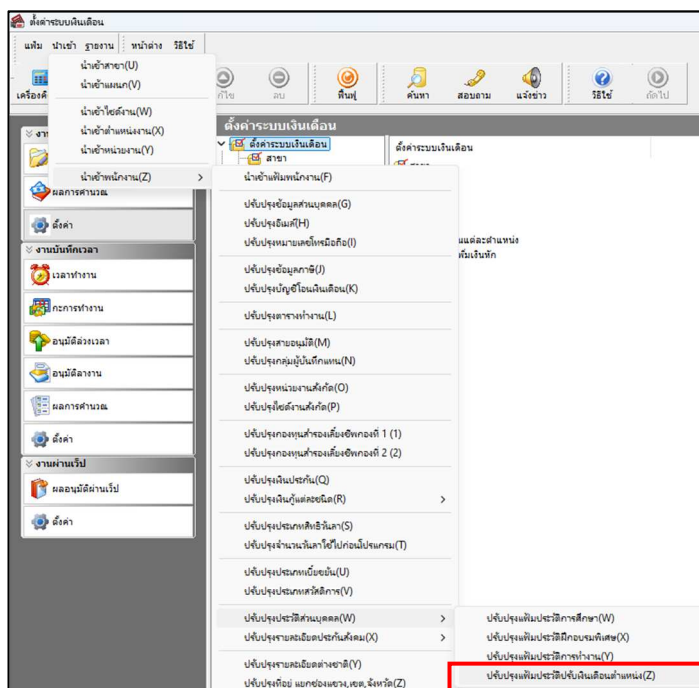 ตั้งค่าระบบเงินเดือน
แฟ้ม นำเข้า รายงาน หน้าต่าง วิธีใช้
นำเข้าสาขา(U)
นำเข้าแผนก(V)
นำเข้าไซต์งาน(W)
นำเข้าตำแหน่งงาน(X)
นำเข้าหน่วยงาน(Y)
นำเข้าพนักงาน(Z)
ลบ ฟื้นฟู ค้นหา สอบถาม แจ้งข่าว วิธีใช้ ถัดไป
ตั้งค่าระบบเงินเดือน
ตั้งค่าระบบเงินเดือน
สาขา
ตั้งค่าระบบเงินเดือน
นำเข้าแฟ้มพนักงาน(F)
ปรับปรุงข้อมูลส่วนบุคคล(G)
ปรับปรุงอีเมล์(H)
ปรับปรุงหมายเลขโทรมือถือ(I)
ปรับปรุงข้อมูลภาษี(J)
ปรับปรุงบัญชีโอนเงินเดือน(K)
ปรับปรุงตารางทำงาน(L)
ปรับปรุงสายอนุมัติ(M)
ปรับปรุงกลุ่มผู้บันทึกแทน(N)
ปรับปรุงหน่วยงานสังกัด(O)
ปรับปรุงไซต์งานสังกัด(P)
ปรับปรุงกองทุนสำรองเลี้ยงชีพกองที่ 1 (1)
ปรับปรุงกองทุนสำรองเลี้ยงชีพกองที่ 2 (2)
ปรับปรุงเงินประกัน(Q)
ปรับปรุงเงินกู้แต่ละชนิด(R)
ปรับปรุงประเภทสิทธิวันลา(S)
ปรับปรุงจำนวนวันลาใช้ไปก่อนโปรแกรม(T)
ปรับปรุงประเภทเบี้ยขยัน(U)
ปรับปรุงประเภทสวัสดิการ(V)
ปรับปรุงประวัติส่วนบุคคล(W)
ปรับปรุงรายละเอียดประกันสังคม(X)
ปรับปรุงรายละเอียดต่างชาติ(Y)
ปรับปรุงที่อยู่ แยกช่องแขวง,เขต,จังหวัด(Z)
ปรับปรุงแฟ้มประวัติการศึกษา(W)
ปรับปรุงแฟ้มประวัติฝึกอบรมพิเศษ(X)
ปรับปรุงแฟ้มประวัติการทำงาน(Y)
ปรับปรุงแฟ้มประวัติปรับเงินเดือนตำแหน่ง(Z)
ผลการคำนวณ
ตั้งค่า
งานบันทึกเวลา
เวลาทำงาน
กะการทำงาน
อนุมัติล่วงเวลา
อนุมัติลางาน
ผลการคำนวณ
ตั้งค่า
งานผ่านเว็ป
ผลอนุมัติผ่านเว็ป
ตั้งค่า